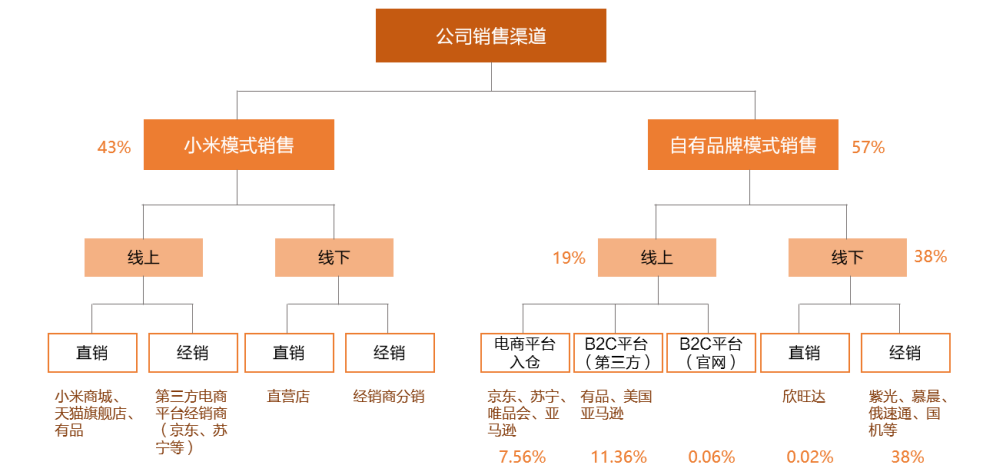 公司销售渠道
43%
小米模式销售
自有品牌模式销售
57%
线上
线下
19%
线上
线下
38%
直销
经销
直销
经销
电商平台
入仓
B2C平台
（第三方）
B2C平台
（官网）
直销
经销
小米商城、
天猫旗舰店、
有品
第三方电商
平台经销商
（京东、苏
宁等）
直营店
经销商分销
京东、苏宁、
唯品会、亚
马逊
有品、美国
亚马逊
欣旺达
紫光、慕晨、
俄速通、国
机等
7.56%
11.36%
0.06%
0.02%
38%